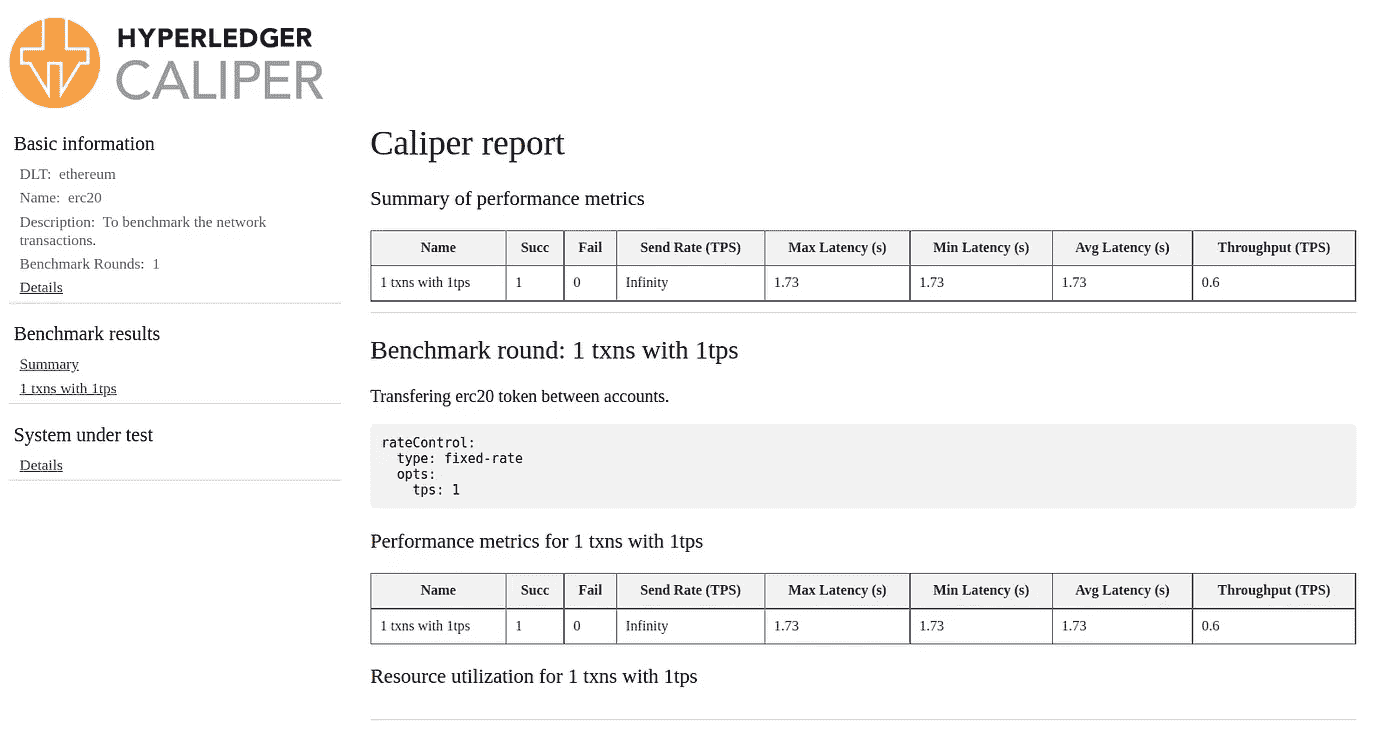 HYPERLEDGER
CALIPER
Basic information
DLT: ethereum
Name: erc20
Description: To benchmark the network
transactions.
Benchmark Rounds: 1
Details
Benchmark results
Summary
1 txns with 1tps
System under test
Details
Caliper report
Summary of performance metrics
Name Succ Fail Send Rate (TPS) Max Latency (s) Min Latency (s) Avg Latency (s) Throughput (TPS)
1 txns with 1tps 1 0 Infinity 1.73 1.73 1.73 0.6
Benchmark round: 1 txns with 1tps
Transfering erc20 token between accounts.
rateControl:
  type: fixed-rate
  opts:
    tps: 1
Performance metrics for 1 txns with 1tps
Name Succ Fail Send Rate (TPS) Max Latency (s) Min Latency (s) Avg Latency (s) Throughput (TPS)
1 txns with 1tps 1 0 Infinity 1.73 1.73 1.73 0.6
Resource utilization for 1 txns with 1tps